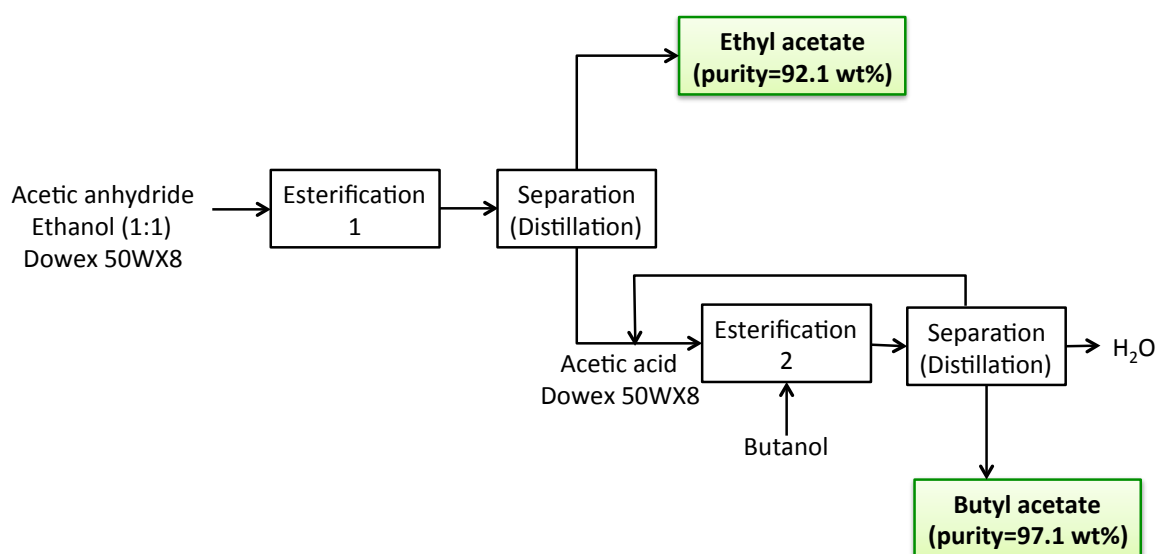 Ethyl acetate
(purity=92.1 wt%)
Acetic anhydride
Ethanol (1:1)
Dowex 50WX8
Esterification
1
Separation
(Distillation)
Acetic acid
Dowex 50WX8
Esterification
2
Butanol
Separation
(Distillation)
H₂O
Butyl acetate
(purity=97.1 wt%)